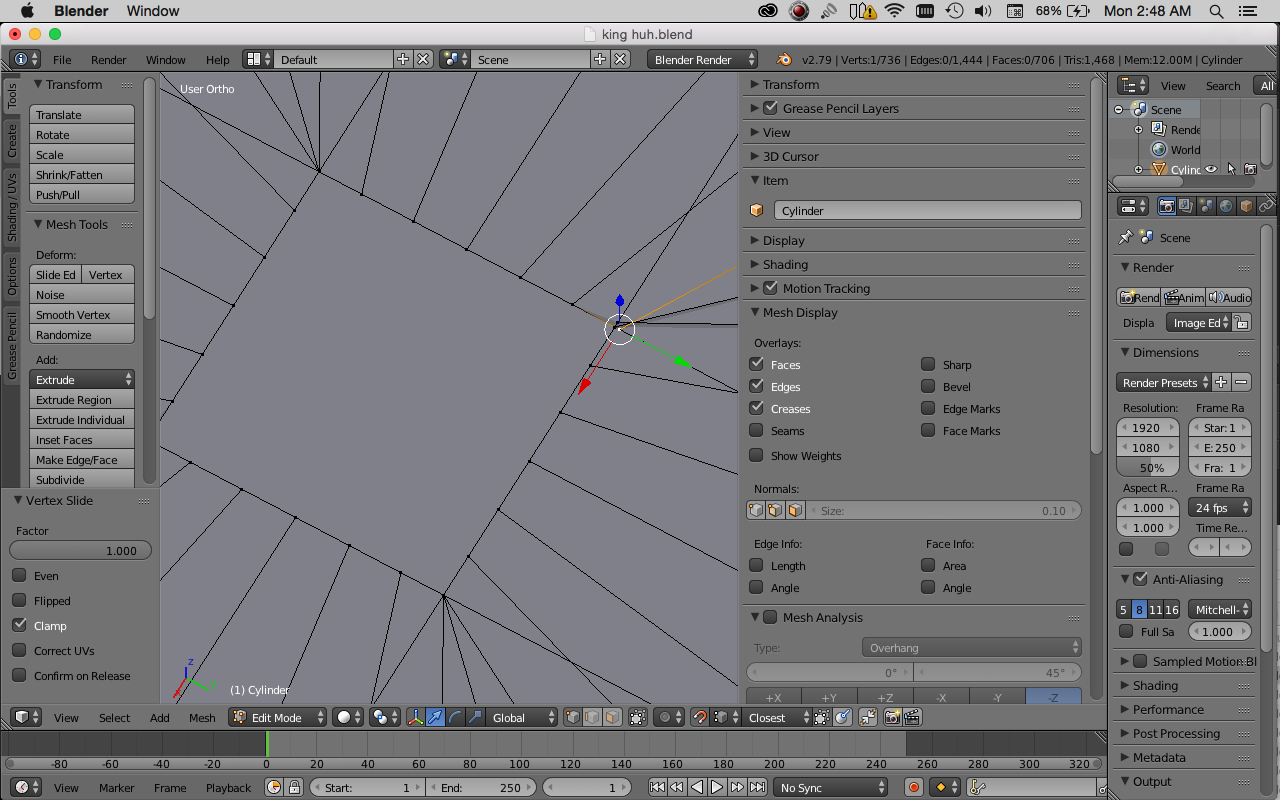 Blender Window 68% Mon 2:48 AM
king huh.blend
File Render Window Help Default Scene Blender Render v2.79 | Verts:1/736 | Edges:0/1,444 | Faces:0/706 | Tris:1,468 | Mem:12.00M | Cylinder
Tools
Create
Shading / UVs
Options
Grease Pencil
Transform
Translate
Rotate
Scale
Shrink/Fatten
Push/Pull
Mesh Tools
Deform:
Slide Ed Vertex
Noise
Smooth Vertex
Randomize
Add:
Extrude
Extrude Region
Extrude Individual
Inset Faces
Make Edge/Face
Subdivide
Vertex Slide
Factor
1.000
Even
Flipped
Clamp
Correct UVs
Confirm on Release
User Ortho
z
(1) Cylinder
Transform
Grease Pencil Layers
View
3D Cursor
Item
Cylinder
Display
Shading
Motion Tracking
Mesh Display
Overlays:
Faces Sharp
Edges Bevel
Creases Edge Marks
Seams Face Marks
Show Weights
Normals:
Size: 0.10
Edge Info: Face Info:
Length Area
Angle Angle
Mesh Analysis
Type: Overhang
0° 45°
+X +Y +Z -X -Y -Z
View Search All
Scene
Rende
World
Cylind
Scene
Render
Rend Anim Audio
Displa Image Ed
Dimensions
Render Presets
Resolution: Frame Ra
1920 Star: 1
1080 E: 250
50% Fra: 1
Aspect R... Frame Ra
1.000 24 fps
1.000 Time Re...
Anti-Aliasing
5 8 11 16 Mitchell-
Full Sa 1.000
Sampled Motion Bl
Shading
Performance
Post Processing
Metadata
Output
View Select Add Mesh Edit Mode Global Closest
-80 -60 -40 -20 0 20 40 60 80 100 120 140 160 180 200 220 240 260 280 300 320
View Marker Frame Playback Start: 1 End: 250 1 No Sync